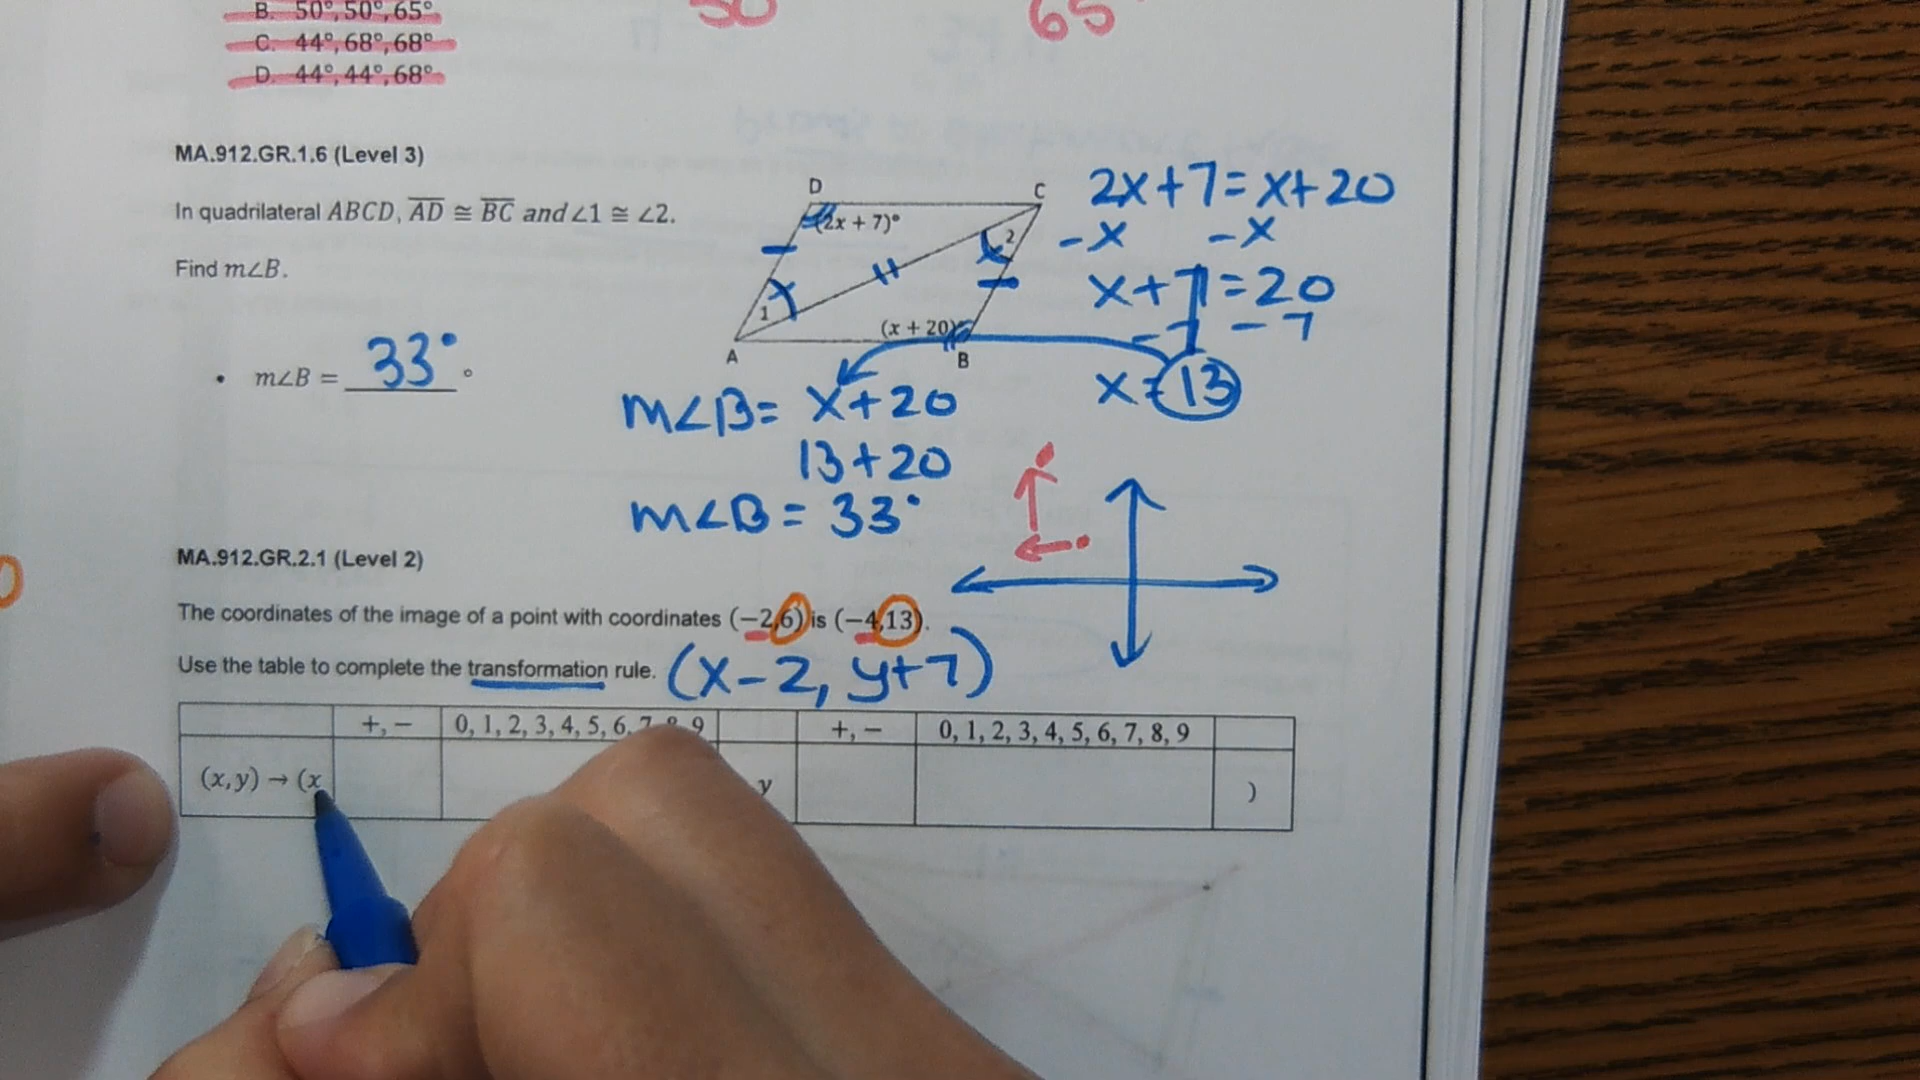 B. 50°, 50°, 65°
C. 44°, 68°, 68°
D. 44°, 44°, 68°
50
65
MA.912.GR.1.6 (Level 3)
In quadrilateral ABCD, AD ≅ BC and ∠1 ≅ ∠2.
Find m∠B.
• m∠B = 33° °
D
C
(2x + 7)°
2
1
(x + 20)°
A
B
2x+7=x+20
-x -x
x+7=20
-7 -7
x=13
m∠B= x+20
13+20
m∠B= 33°
MA.912.GR.2.1 (Level 2)
The coordinates of the image of a point with coordinates (−2,6) is (−4,13).
Use the table to complete the transformation rule. (x-2, y+7)
+, − 0, 1, 2, 3, 4, 5, 6, 7, 8, 9 +, − 0, 1, 2, 3, 4, 5, 6, 7, 8, 9
(x, y) → (x y )